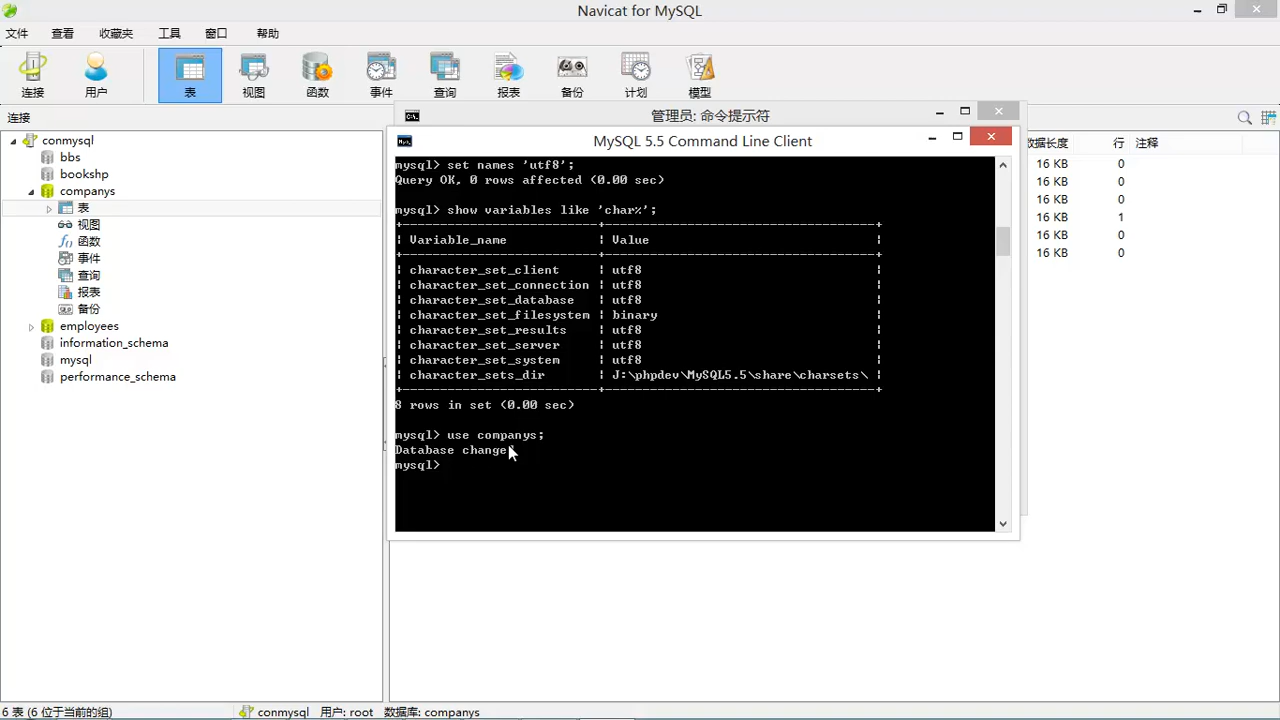 Navicat for MySQL
文件 查看 收藏夹 工具 窗口 帮助
连接 用户 表 视图 函数 事件 查询 报表 备份 计划 模型
连接
管理员: 命令提示符
conmysql
bbs
bookshp
companys
表
视图
函数
事件
查询
报表
备份
employees
information_schema
mysql
performance_schema
MySQL 5.5 Command Line Client
mysql> set names 'utf8';
Query OK, 0 rows affected (0.00 sec)
mysql> show variables like 'char%';
Variable_name Value
character_set_client utf8
character_set_connection utf8
character_set_database utf8
character_set_filesystem binary
character_set_results utf8
character_set_server utf8
character_set_system utf8
character_sets_dir J:\phpdev\MySQL5.5\share\charsets\
8 rows in set (0.00 sec)
mysql> use companys;
Database change
mysql>
数据长度 行 注释
16 KB 0
16 KB 0
16 KB 0
16 KB 1
16 KB 0
16 KB 0
6 表 (6 位于当前的组) conmysql 用户: root 数据库: companys